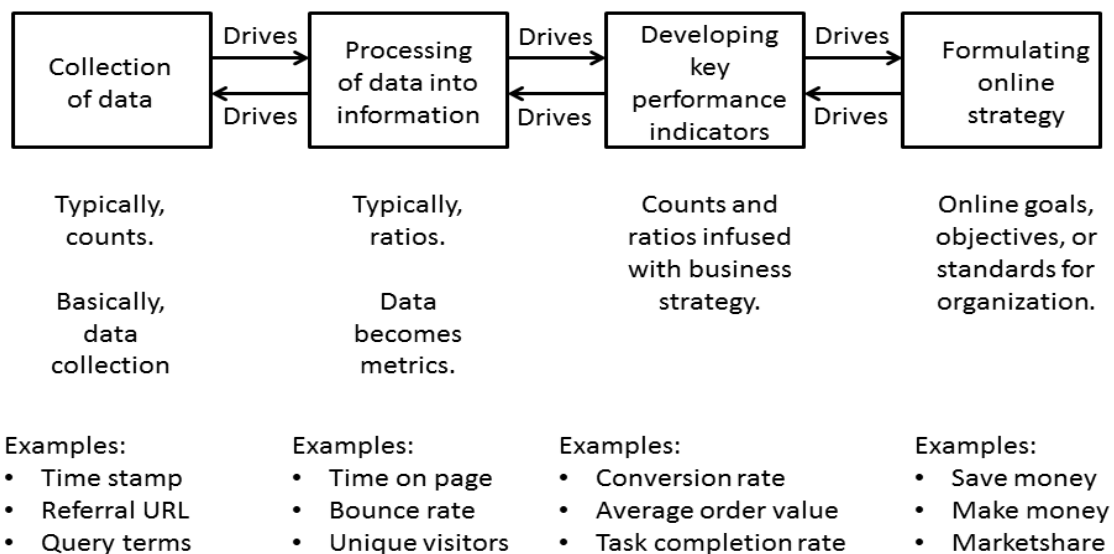 Collection
of data
Drives
Drives
Processing
of data into
information
Drives
Drives
Developing
key
performance
indicators
Drives
Drives
Formulating
online
strategy
Typically,
counts.
Basically,
data
collection
Typically,
ratios.
Data
becomes
metrics.
Counts and
ratios infused
with business
strategy.
Online goals,
objectives, or
standards for
organization.
Examples:
• Time stamp
• Referral URL
• Query terms
Examples:
• Time on page
• Bounce rate
• Unique visitors
Examples:
• Conversion rate
• Average order value
• Task completion rate
Examples:
• Save money
• Make money
• Marketshare